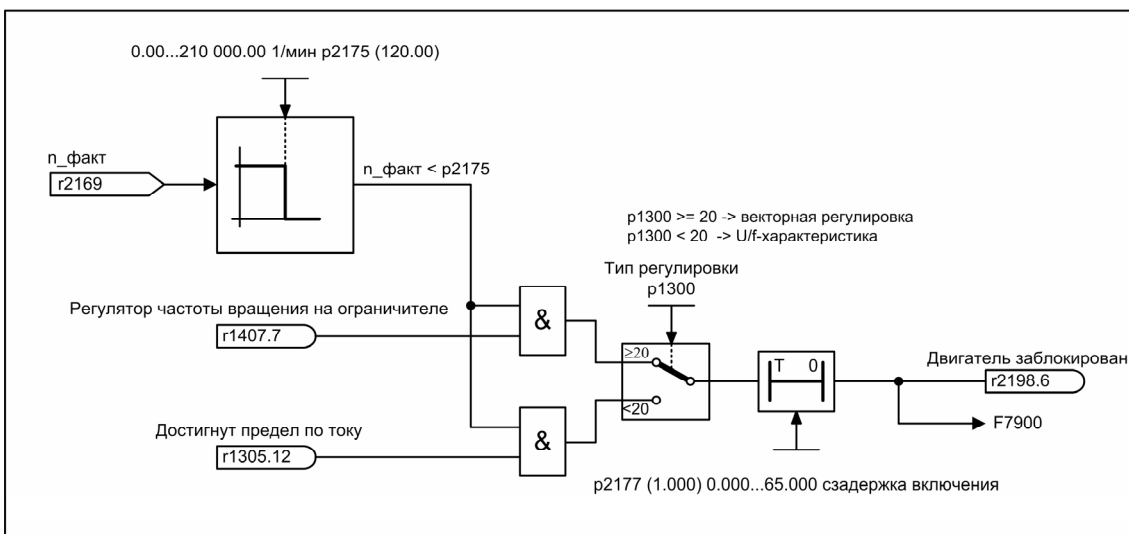 0.00...210 000.00 1/мин p2175 (120.00)
n_факт
r2169
n_факт < p2175
p1300 >= 20 -> векторная регулировка
p1300 < 20 -> U/f-характеристика
Тип регулировки
p1300
Регулятор частоты вращения на ограничителе
r1407.7
&
≥20
<20
T 0
Двигатель заблокирован
r2198.6
F7900
Достигнут предел по току
r1305.12
&
p2177 (1.000) 0.000...65.000 сзадержка включения